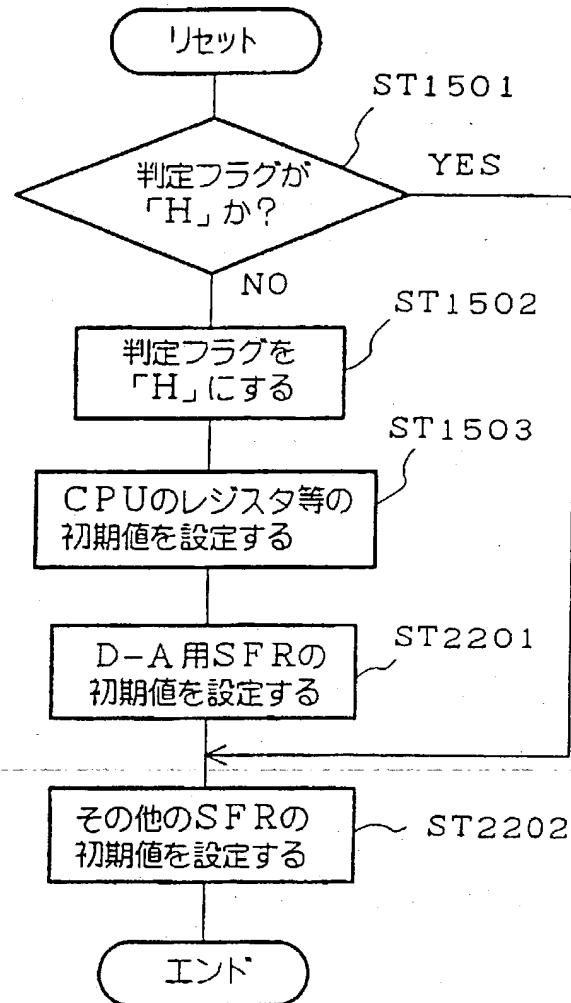 リセット
ST1501
判定フラグが
「H」か?
YES
NO
ST1502
判定フラグを
「H」にする
ST1503
CPUのレジスタ等の
初期値を設定する
ST2201
D-A用SFRの
初期値を設定する
その他のSFRの
初期値を設定する
ST2202
エンド